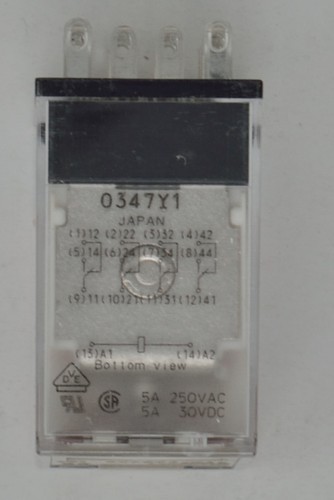 0347Y1
JAPAN
(1)12 (2)22 (3)32 (4)42
(5)14 (6)24 (7)34 (8)44
(9)11 (10)21 (11)31 (12)41
(13)A1 (14)A2
Bottom View
VDE
5A 250VAC
5A 30VDC